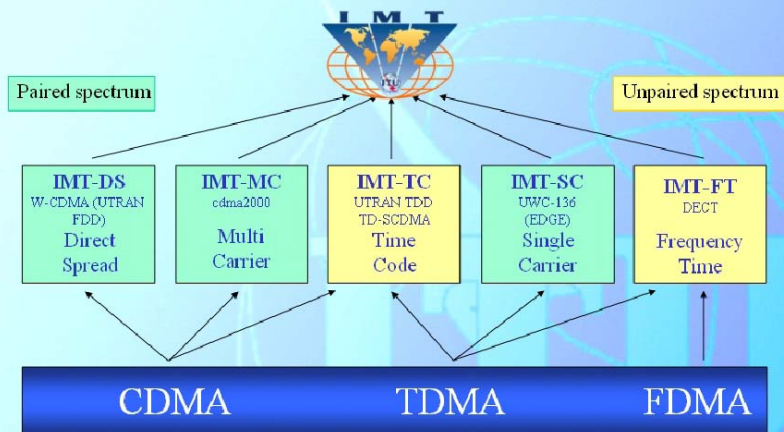 IMT
ITU
Paired spectrum
Unpaired spectrum
IMT-DS
W-CDMA (UTRAN
FDD)
Direct
Spread
IMT-MC
cdma2000
Multi
Carrier
IMT-TC
UTRAN TDD
TD-SCDMA
Time
Code
IMT-SC
UWC-136
(EDGE)
Single
Carrier
IMT-FT
DECT
Frequency
Time
CDMA
TDMA
FDMA